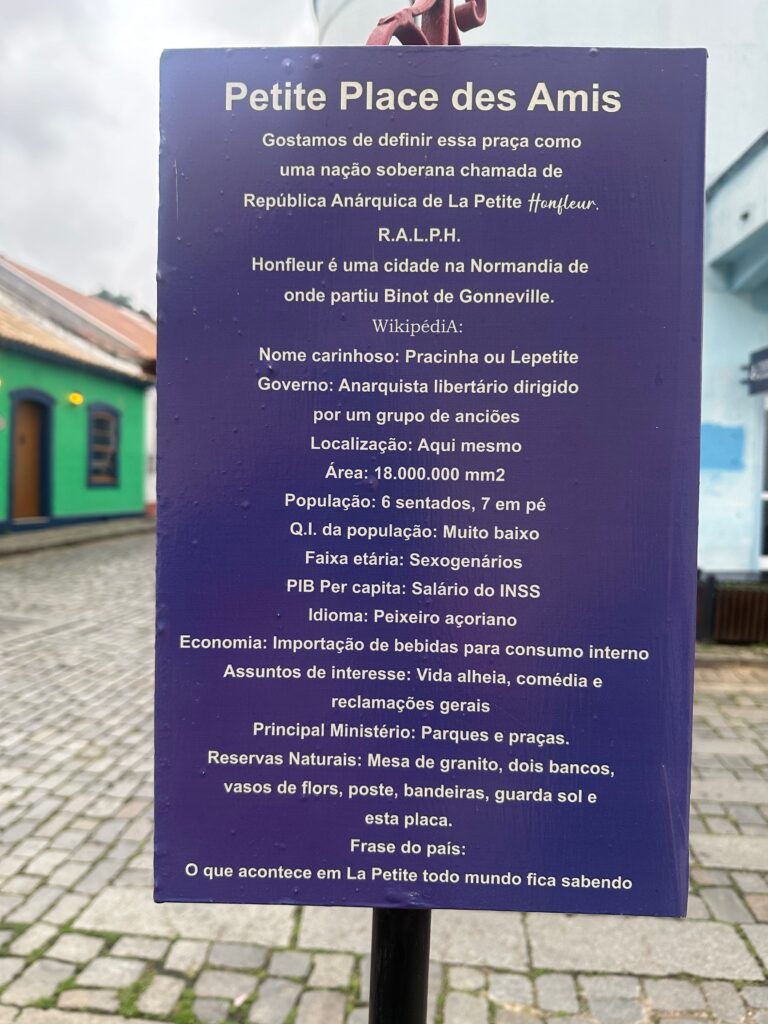 Petite Place des Amis
Gostamos de definir essa praça como
uma nação soberana chamada de
República Anárquica de La Petite Honfleur.
R.A.L.P.H.
Honfleur é uma cidade na Normandia de
onde partiu Binot de Gonneville.
WikipédiA:
Nome carinhoso: Pracinha ou Lepetite
Governo: Anarquista libertário dirigido
por um grupo de anciões
Localização: Aqui mesmo
Área: 18.000.000 mm2
População: 6 sentados, 7 em pé
Q.I. da população: Muito baixo
Faixa etária: Sexogenários
PIB Per capita: Salário do INSS
Idioma: Peixeiro açoriano
Economia: Importação de bebidas para consumo interno
Assuntos de interesse: Vida alheia, comédia e
reclamações gerais
Principal Ministério: Parques e praças.
Reservas Naturais: Mesa de granito, dois bancos,
vasos de flors, poste, bandeiras, guarda sol e
esta placa.
Frase do país:
O que acontece em La Petite todo mundo fica sabendo